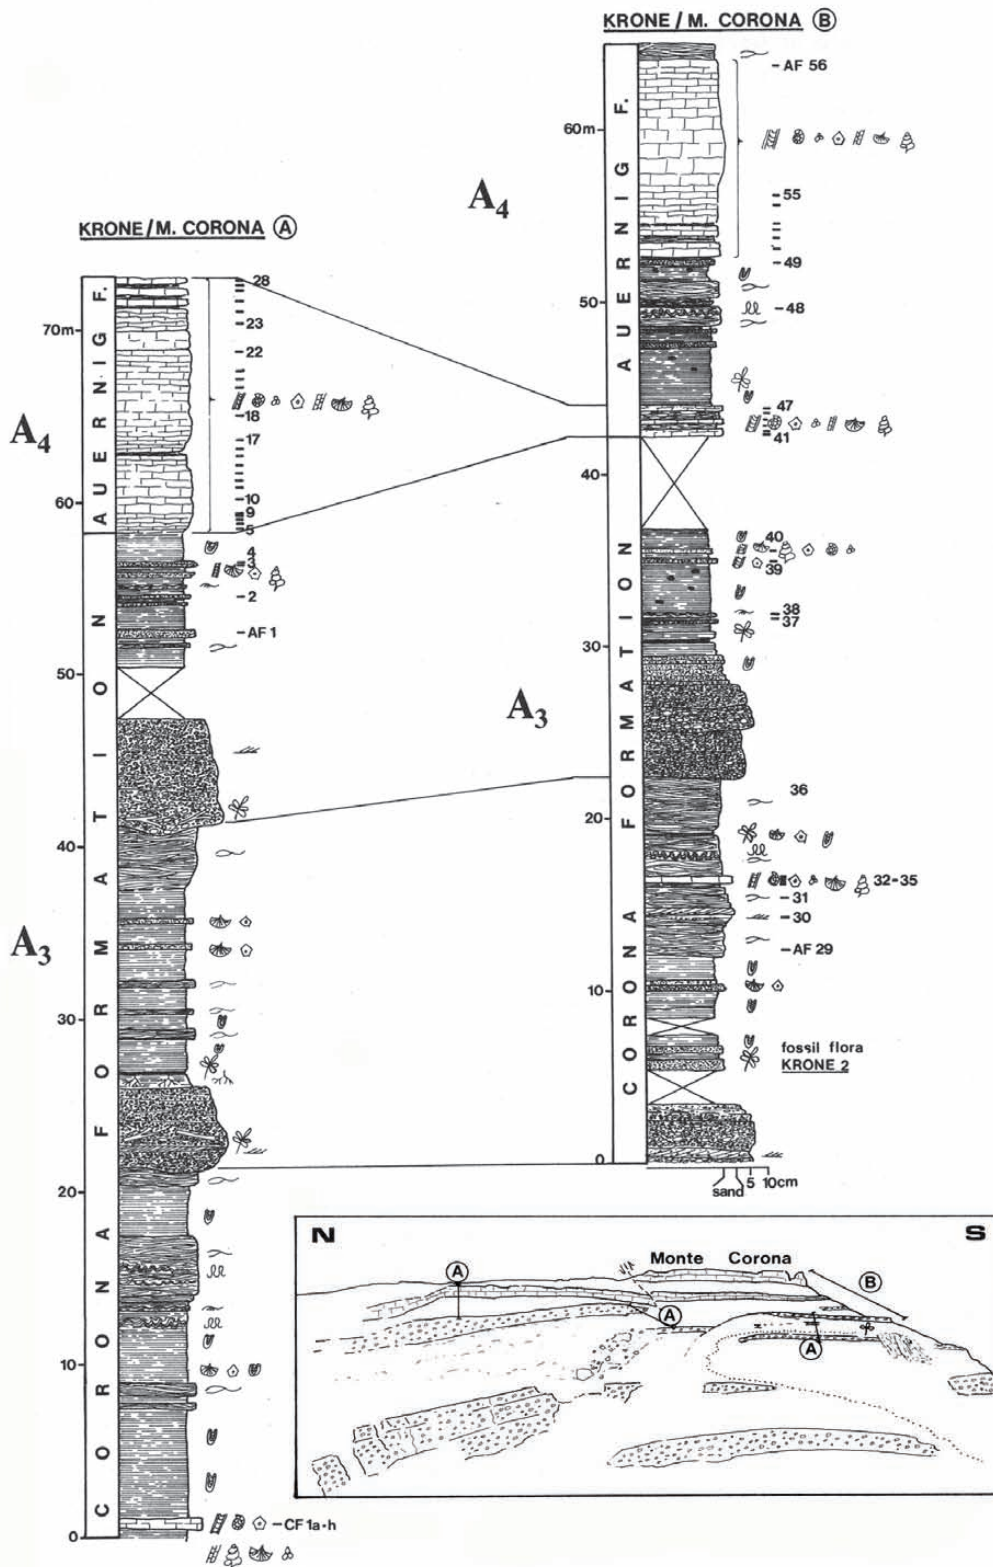 KRONE/M. CORONA B
AUERNIG F.
CORONA FORMATION
A4
A3
60m
50
40
30
20
10
0
AF 56
55
49
48
47
41
40
39
38
37
36
32-35
31
30
AF 29
fossil flora
KRONE 2
sand 5 10cm
KRONE/M. CORONA A
AUERNIG F.
CORONA FORMATION
A4
A3
70m
60
50
40
30
20
10
0
28
23
22
18
17
10
9
5
4
3
2
AF 1
CF 1a-h
N
S
Monte Corona
A
A
A
B